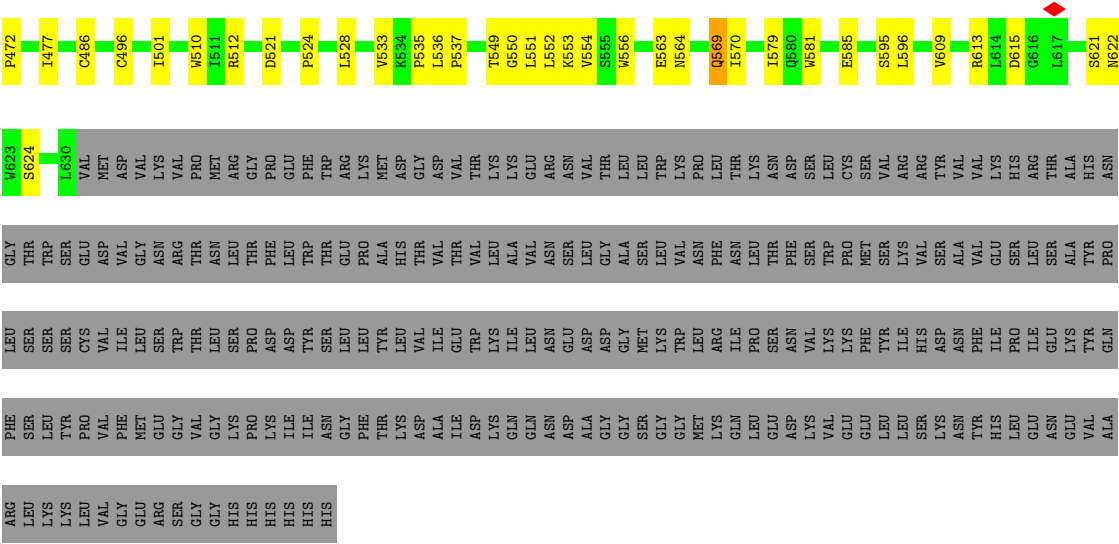 P472 I477 C486 C496 I501 W510 I511 R512 D521 P524 L528 V533 K534 P535 L536 P537 T549 G550 L551 L552 K553 V554 S555 W556 E563 N564 Q569 I570 I579 Q580 W581 E585 S595 L596 V609 R613 L614 D615 G616 L617 S621 N622
W623 S624 L630 VAL MET ASP VAL LYS VAL PRO MET ARG GLY PRO GLU PHE TRP ARG LYS MET ASP GLY ASP VAL THR LYS LYS GLU ARG ASN VAL THR LEU LEU TRP LYS PRO LEU THR LYS ASN ASP SER LEU CYS SER VAL ARG ARG TYR VAL VAL LYS HIS ARG THR ALA HIS ASN
GLY THR TRP SER GLU ASP VAL GLY ASN ARG THR ASN LEU THR PHE LEU TRP THR GLU PRO ALA HIS THR VAL THR VAL LEU ALA VAL ASN SER LEU GLY ALA SER LEU VAL ASN PHE ASN LEU THR PHE SER TRP PRO MET SER LYS VAL SER ALA VAL GLU SER LEU SER ALA TYR PRO
LEU SER SER SER CYS VAL ILE LEU SER TRP THR LEU SER PRO ASP ASP TYR SER LEU LEU TYR LEU VAL ILE GLU TRP LYS ILE LEU ASN GLU ASP ASP GLY MET LYS TRP LEU ARG ILE PRO SER ASN VAL LYS LYS PHE TYR ILE HIS ASP ASN PHE ILE PRO ILE GLU LYS TYR GLN
PHE SER LEU TYR PRO VAL PHE MET GLU GLY VAL GLY LYS PRO LYS ILE ILE ASN GLY PHE THR LYS ASP ALA ILE ASP LYS GLN GLN ASN ASP ALA GLY GLY SER GLY GLY MET LYS GLN LEU GLU ASP LYS VAL GLU GLU LEU LEU SER LYS ASN TYR HIS LEU GLU ASN GLU VAL ALA
ARG LEU LYS LYS LEU VAL GLY GLU ARG SER GLY GLY HIS HIS HIS HIS HIS HIS